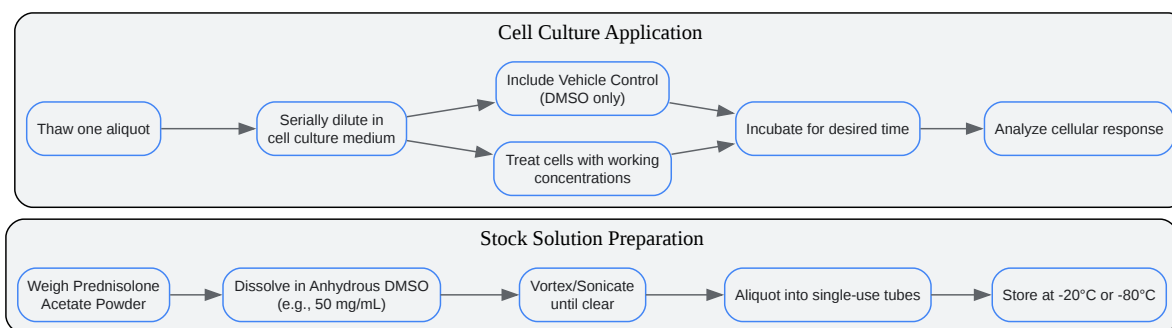 Cell Culture Application
Thaw one aliquot
Serially dilute in
cell culture medium
Include Vehicle Control
(DMSO only)
Treat cells with working
concentrations
Incubate for desired time
Analyze cellular response
Stock Solution Preparation
Weigh Prednisolone
Acetate Powder
Dissolve in Anhydrous DMSO
(e.g., 50 mg/mL)
Vortex/Sonicate
until clear
Aliquot into single-use tubes
Store at -20°C or -80°C